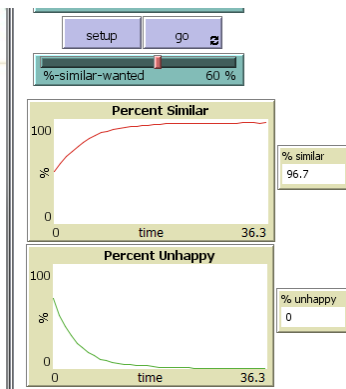 setup go
%-similar-wanted 60 %
Percent Similar
100
%
0
0 time 36.3
% similar
96.7
Percent Unhappy
100
%
0
0 time 36.3
% unhappy
0